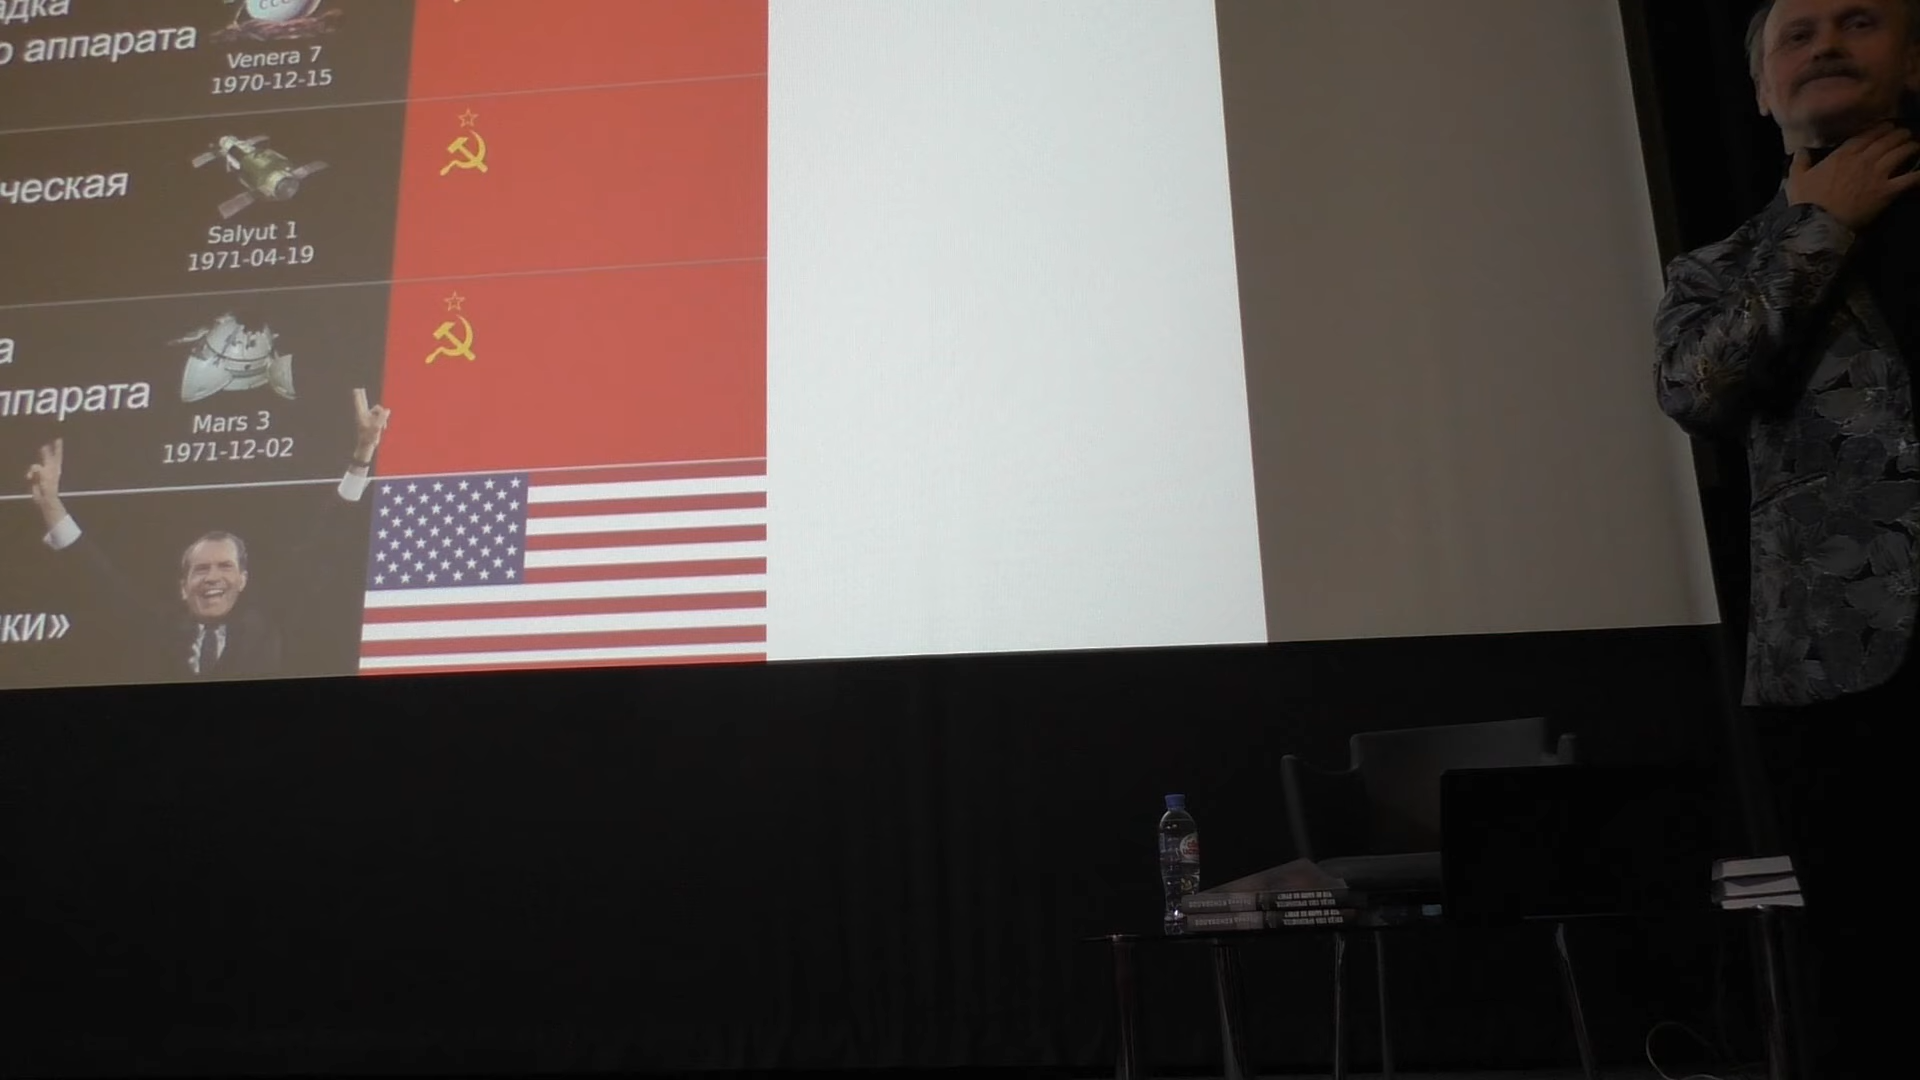 адка
о аппарата
ССС
Venera 7
1970-12-15
ческая
Salyut 1
1971-04-19
а
ппарата
Mars 3
1971-12-02
ки»